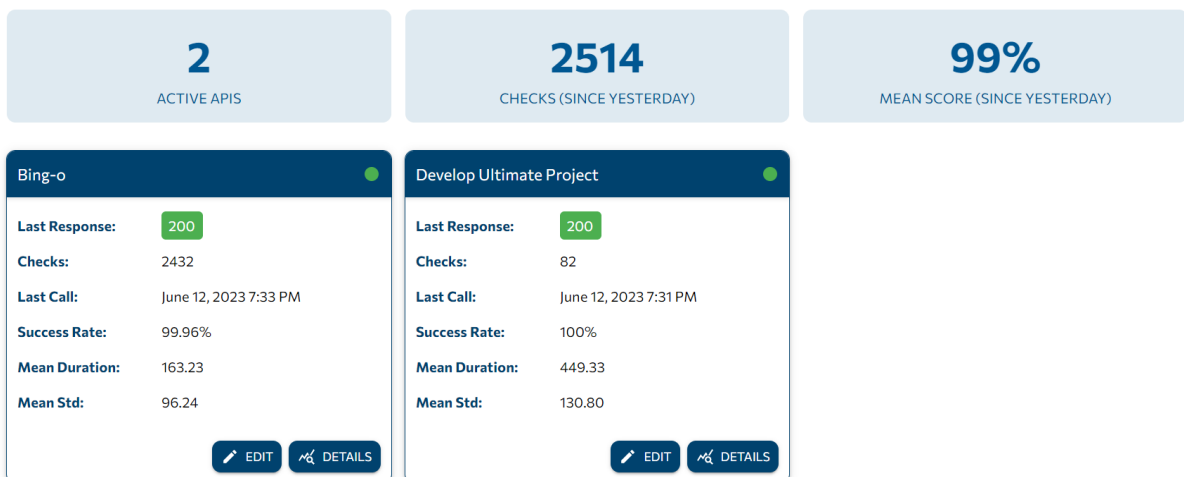 2
ACTIVE APIS
2514
CHECKS (SINCE YESTERDAY)
99%
MEAN SCORE (SINCE YESTERDAY)
Bing-o
Last Response: 200
Checks: 2432
Last Call: June 12, 2023 7:33 PM
Success Rate: 99.96%
Mean Duration: 163.23
Mean Std: 96.24
EDIT DETAILS
Develop Ultimate Project
Last Response: 200
Checks: 82
Last Call: June 12, 2023 7:31 PM
Success Rate: 100%
Mean Duration: 449.33
Mean Std: 130.80
EDIT DETAILS